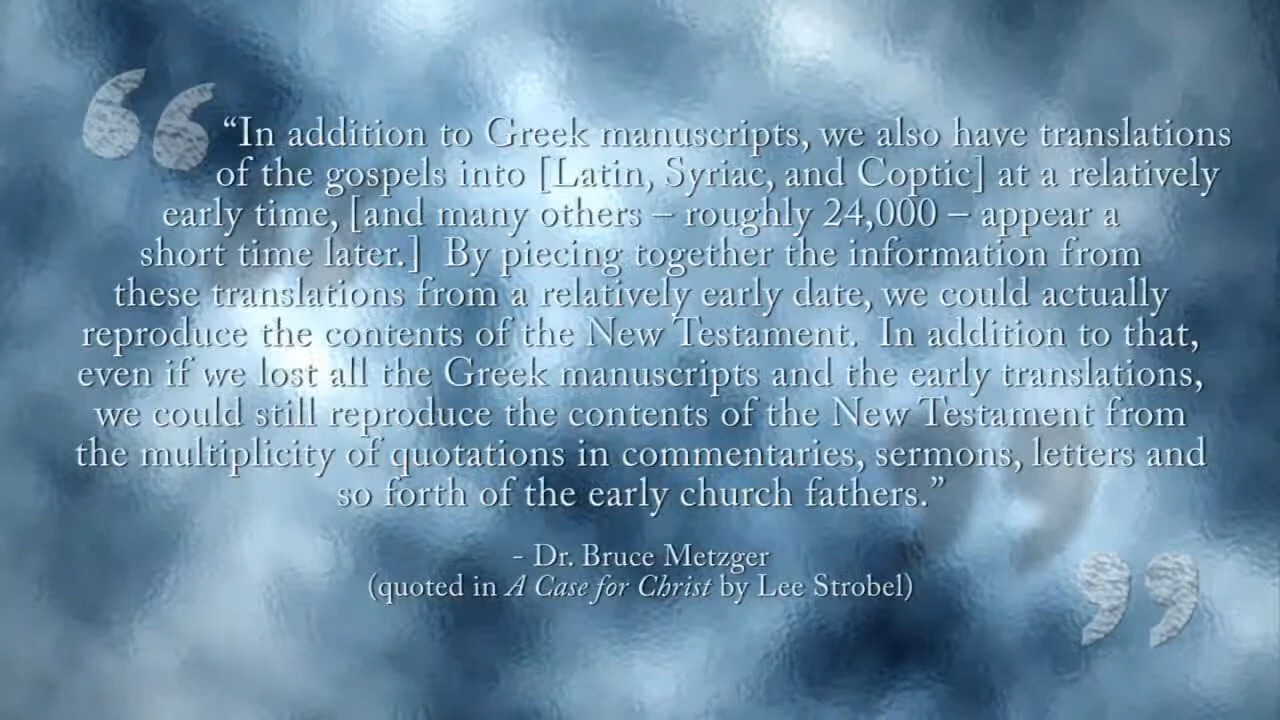 “In addition to Greek manuscripts, we also have translations
of the gospels into [Latin, Syriac, and Coptic] at a relatively
early time, [and many others – roughly 24,000 – appear a
short time later.] By piecing together the information from
these translations from a relatively early date, we could actually
reproduce the contents of the New Testament. In addition to that,
even if we lost all the Greek manuscripts and the early translations,
we could still reproduce the contents of the New Testament from
the multiplicity of quotations in commentaries, sermons, letters and
so forth of the early church fathers.”
- Dr. Bruce Metzger
(quoted in A Case for Christ by Lee Strobel)